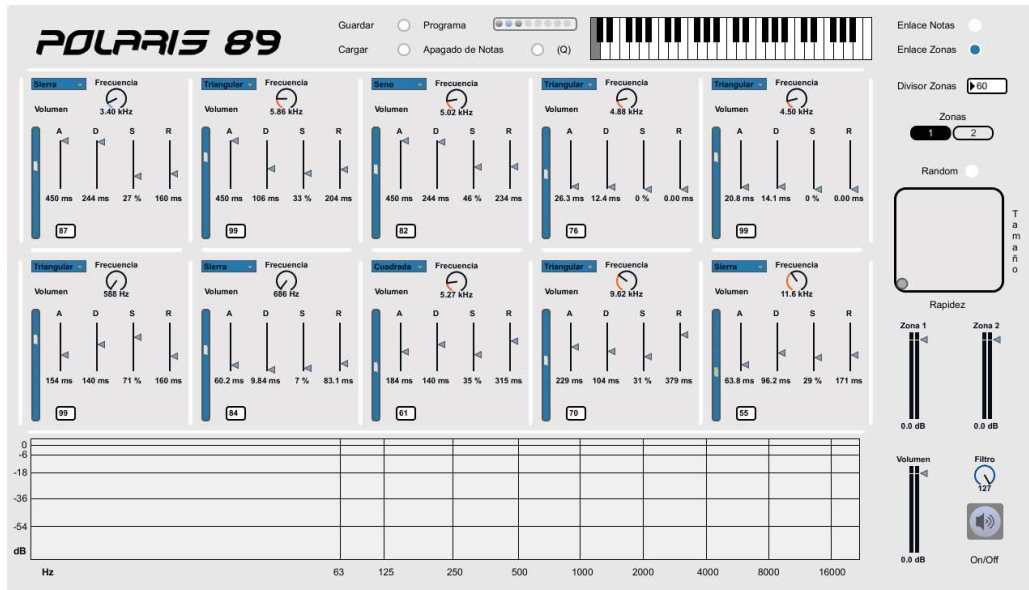 POLARIS 89
Guardar
Programa
Cargar
Apagado de Notas
(Q)
Enlace Notas
Enlace Zonas
Divisor Zonas
60
Zonas
1 2
Random
Tamaño
Rapidez
Sierra Frecuencia
Volumen 3.40 kHz
A D S R
450 ms 244 ms 27 % 160 ms
87
Triangular Frecuencia
Volumen 5.86 kHz
A D S R
450 ms 106 ms 33 % 204 ms
99
Seno Frecuencia
Volumen 5.02 kHz
A D S R
450 ms 244 ms 46 % 234 ms
82
Triangular Frecuencia
Volumen 4.88 kHz
A D S R
26.3 ms 12.4 ms 0 % 0.00 ms
76
Triangular Frecuencia
Volumen 4.50 kHz
A D S R
20.8 ms 14.1 ms 0 % 0.00 ms
99
Triangular Frecuencia
Volumen 588 Hz
A D S R
154 ms 140 ms 71 % 160 ms
99
Sierra Frecuencia
Volumen 686 Hz
A D S R
60.2 ms 9.84 ms 7 % 83.1 ms
84
Cuadrada Frecuencia
Volumen 5.27 kHz
A D S R
184 ms 140 ms 35 % 315 ms
61
Triangular Frecuencia
Volumen 9.62 kHz
A D S R
229 ms 104 ms 31 % 379 ms
70
Sierra Frecuencia
Volumen 11.6 kHz
A D S R
63.8 ms 96.2 ms 29 % 171 ms
55
Zona 1 Zona 2
0.0 dB 0.0 dB
Volumen Filtro
127
0.0 dB On/Off
0
-6
-18
-36
-54
dB
Hz 63 125 250 500 1000 2000 4000 8000 16000